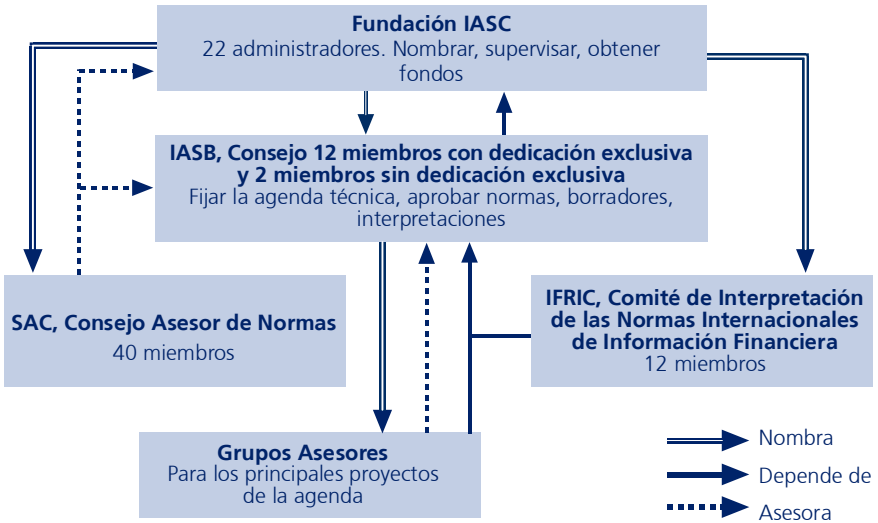 Fundación IASC
22 administradores. Nombrar, supervisar, obtener
fondos
IASB, Consejo 12 miembros con dedicación exclusiva
y 2 miembros sin dedicación exclusiva
Fijar la agenda técnica, aprobar normas, borradores,
interpretaciones
SAC, Consejo Asesor de Normas
40 miembros
IFRIC, Comité de Interpretación
de las Normas Internacionales
de Información Financiera
12 miembros
Grupos Asesores
Para los principales proyectos
de la agenda
Nombra
Depende de
Asesora